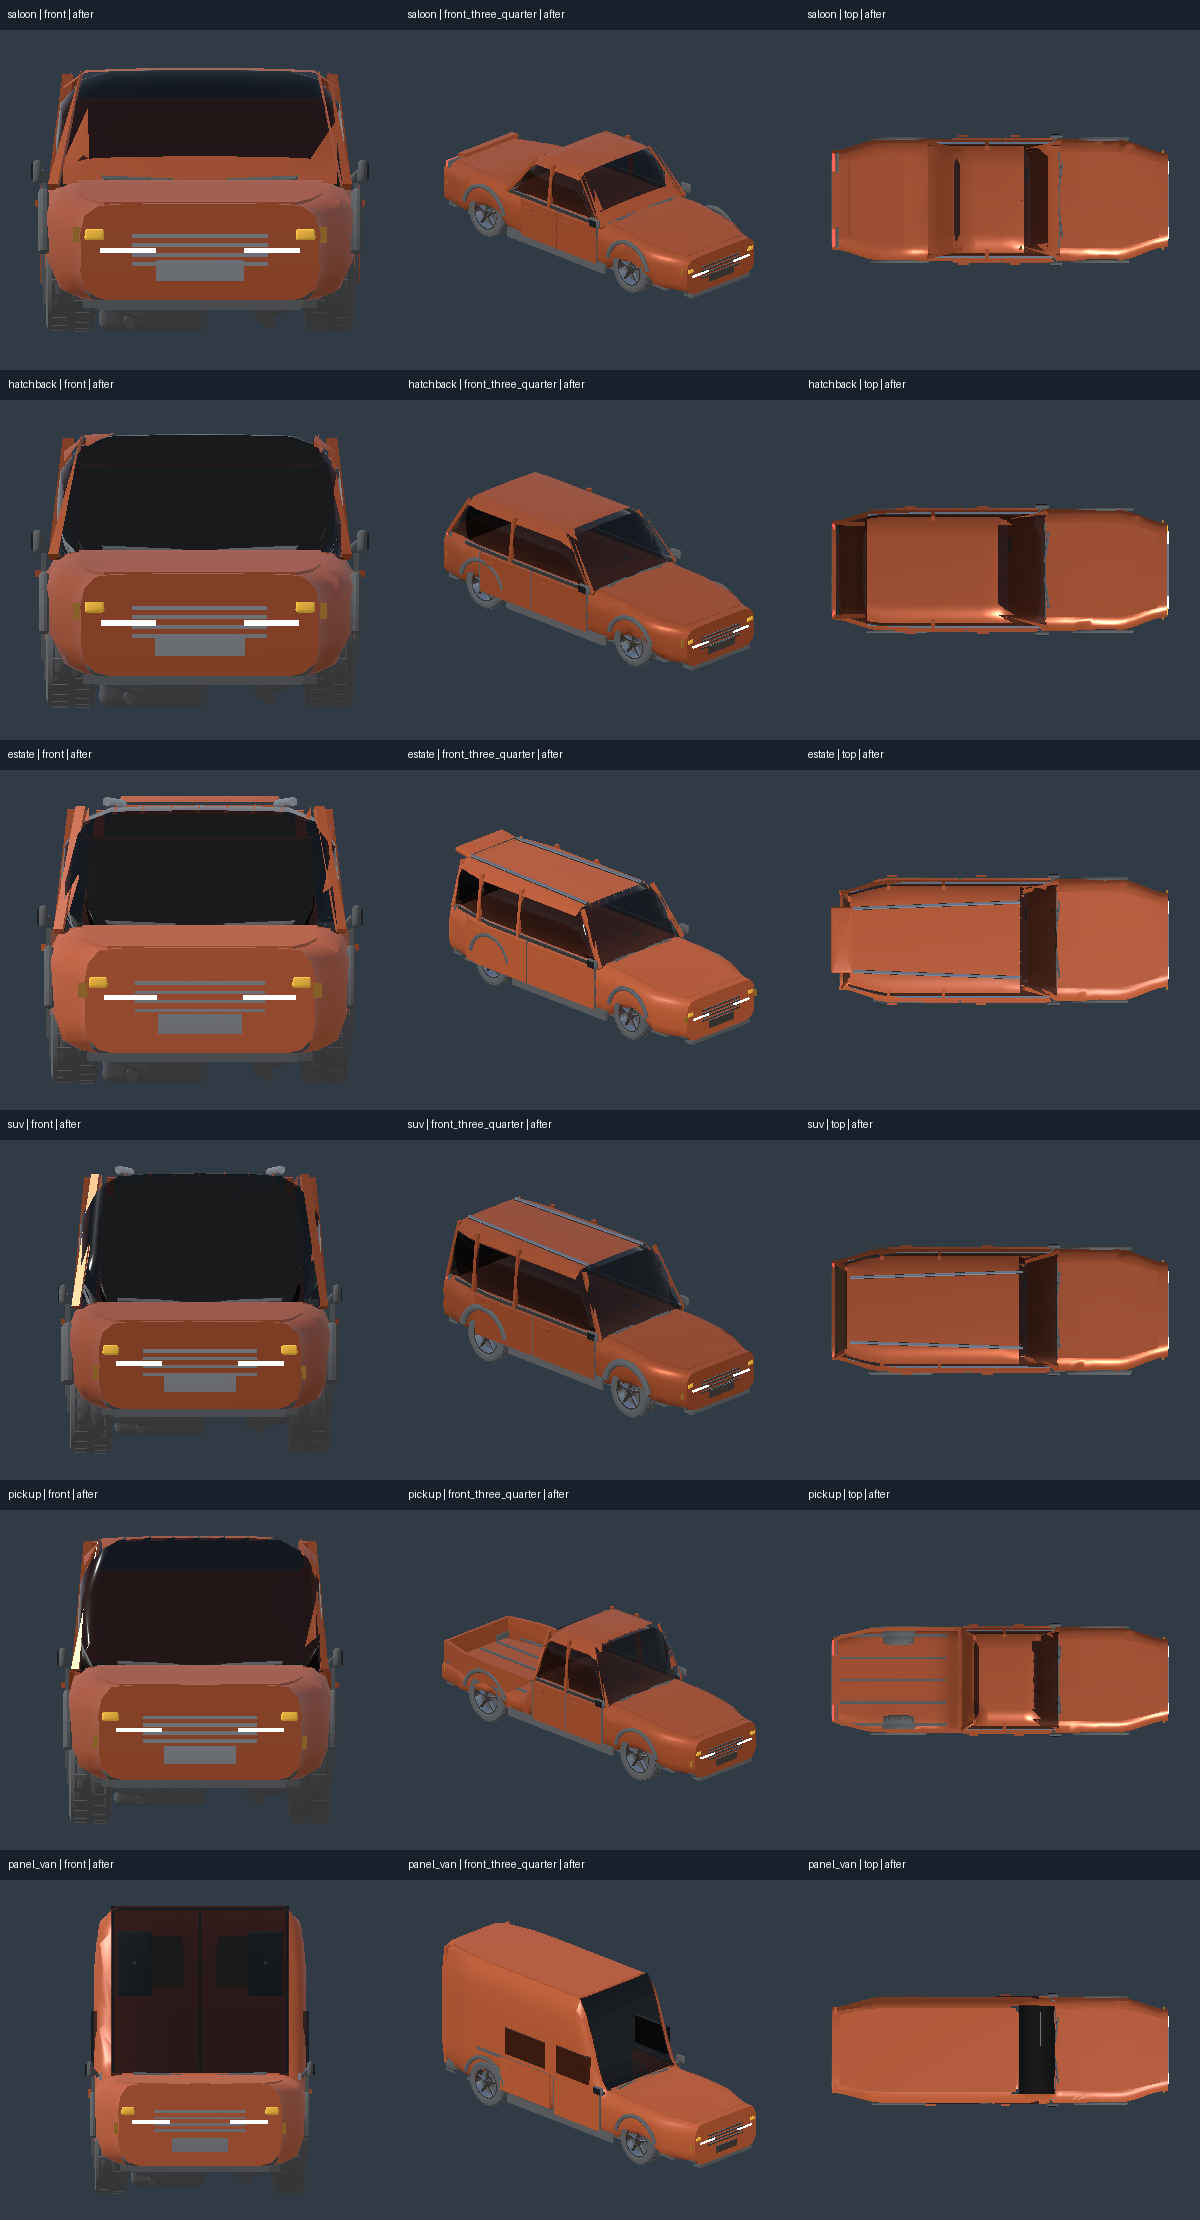 saloon | front | after
saloon | front_three_quarter | after
saloon | top | after
hatchback | front | after
hatchback | front_three_quarter | after
hatchback | top | after
estate | front | after
estate | front_three_quarter | after
estate | top | after
suv | front | after
suv | front_three_quarter | after
suv | top | after
pickup | front | after
pickup | front_three_quarter | after
pickup | top | after
panel_van | front | after
panel_van | front_three_quarter | after
panel_van | top | after